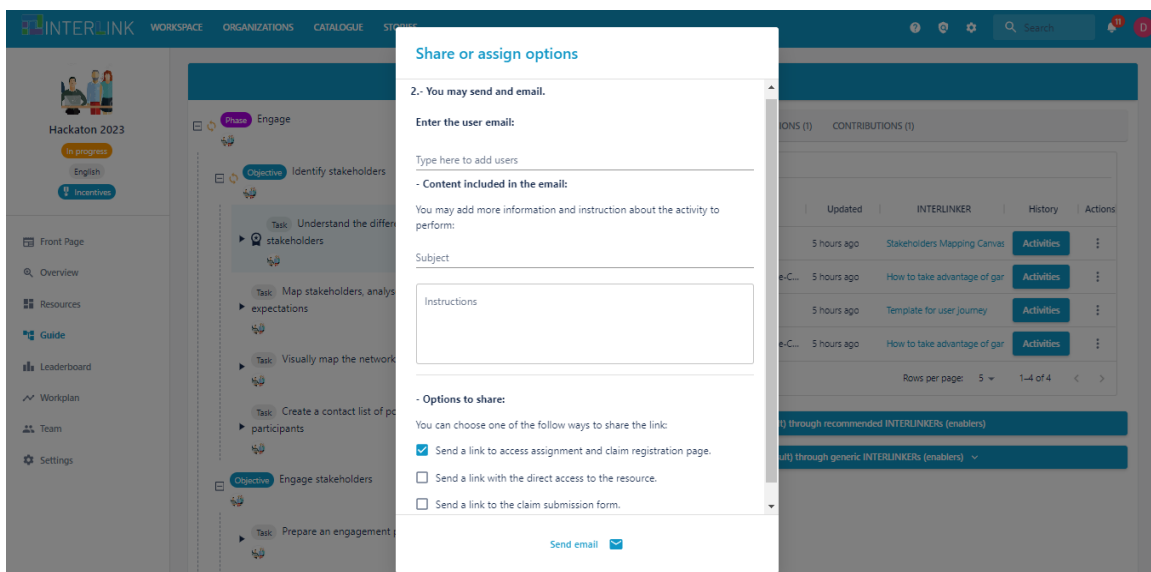 INTERLINK WORKSPACE ORGANIZATIONS CATALOGUE STORIES Search 11 D
Hackaton 2023
In progress
English
Incentives
Front Page
Overview
Resources
Guide
Leaderboard
Workplan
Team
Settings
Phase Engage
Objective Identify stakeholders
Task Understand the differe
stakeholders
Task Map stakeholders, analys
expectations
Task Visually map the network
Task Create a contact list of po
participants
Objective Engage stakeholders
Task Prepare an engagement p
Share or assign options
2.- You may send and email.
Enter the user email:
Type here to add users
- Content included in the email:
You may add more information and instruction about the activity to
perform:
Subject
Instructions
- Options to share:
You can choose one of the follow ways to share the link:
Send a link to access assignment and claim registration page.
Send a link with the direct access to the resource.
Send a link to the claim submission form.
Send email
IONS (1) CONTRIBUTIONS (1)
Updated INTERLINKER History Actions
5 hours ago Stakeholders Mapping Canvas Activities
e-C... 5 hours ago How to take advantage of gar Activities
5 hours ago Template for user journey Activities
e-C... 5 hours ago How to take advantage of gar Activities
Rows per page: 5 1-4 of 4
lt) through recommended INTERLINKERs (enablers)
ult) through generic INTERLINKERs (enablers)